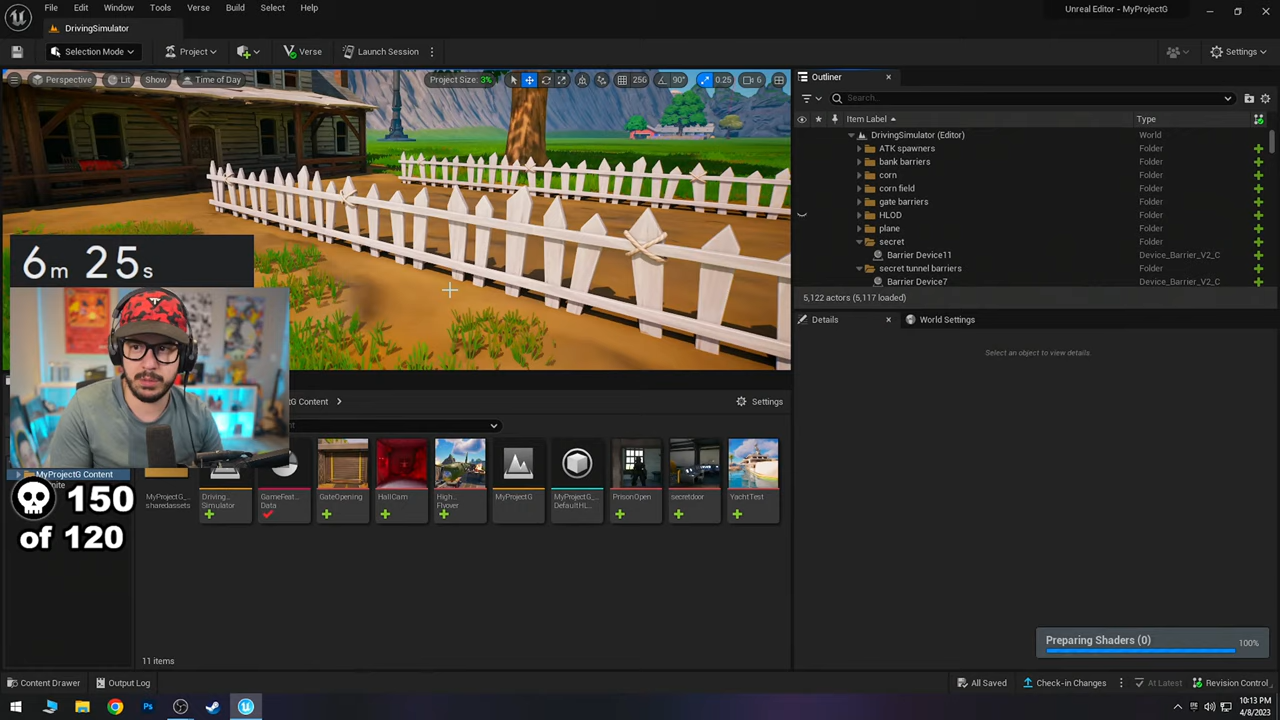 File Edit Window Tools Verse Build Select Help
Unreal Editor - MyProjectG
DrivingSimulator
Selection Mode Project Verse Launch Session
Settings
Perspective Lit Show Time of Day
Project Size: 3%
256 90° 0.25 6
Outliner
Search...
Item Label Type
DrivingSimulator (Editor) World
ATK spawners Folder
bank barriers Folder
corn Folder
corn field Folder
gate barriers Folder
HLOD Folder
plane Folder
secret Folder
Barrier Device11 Device_Barrier_V2_C
secret tunnel barriers Folder
Barrier Device7 Device_Barrier_V2_C
5,122 actors (5,117 loaded)
Details World Settings
Select an object to view details.
6m 25s
G Content
Settings
MyProjectG Content
150
of 120
MyProjectG_
sharedassets
Driving
Simulator
GameFeat
Data
GateOpening
HallCam
High
Flyover
MyProjectG
MyProjectG_
DefaultHL
PrisonOpen
secretdoor
YachtTest
Preparing Shaders (0)
100%
11 items
Content Drawer Output Log
All Saved Check-in Changes At Latest Revision Control
10:13 PM
4/8/2023